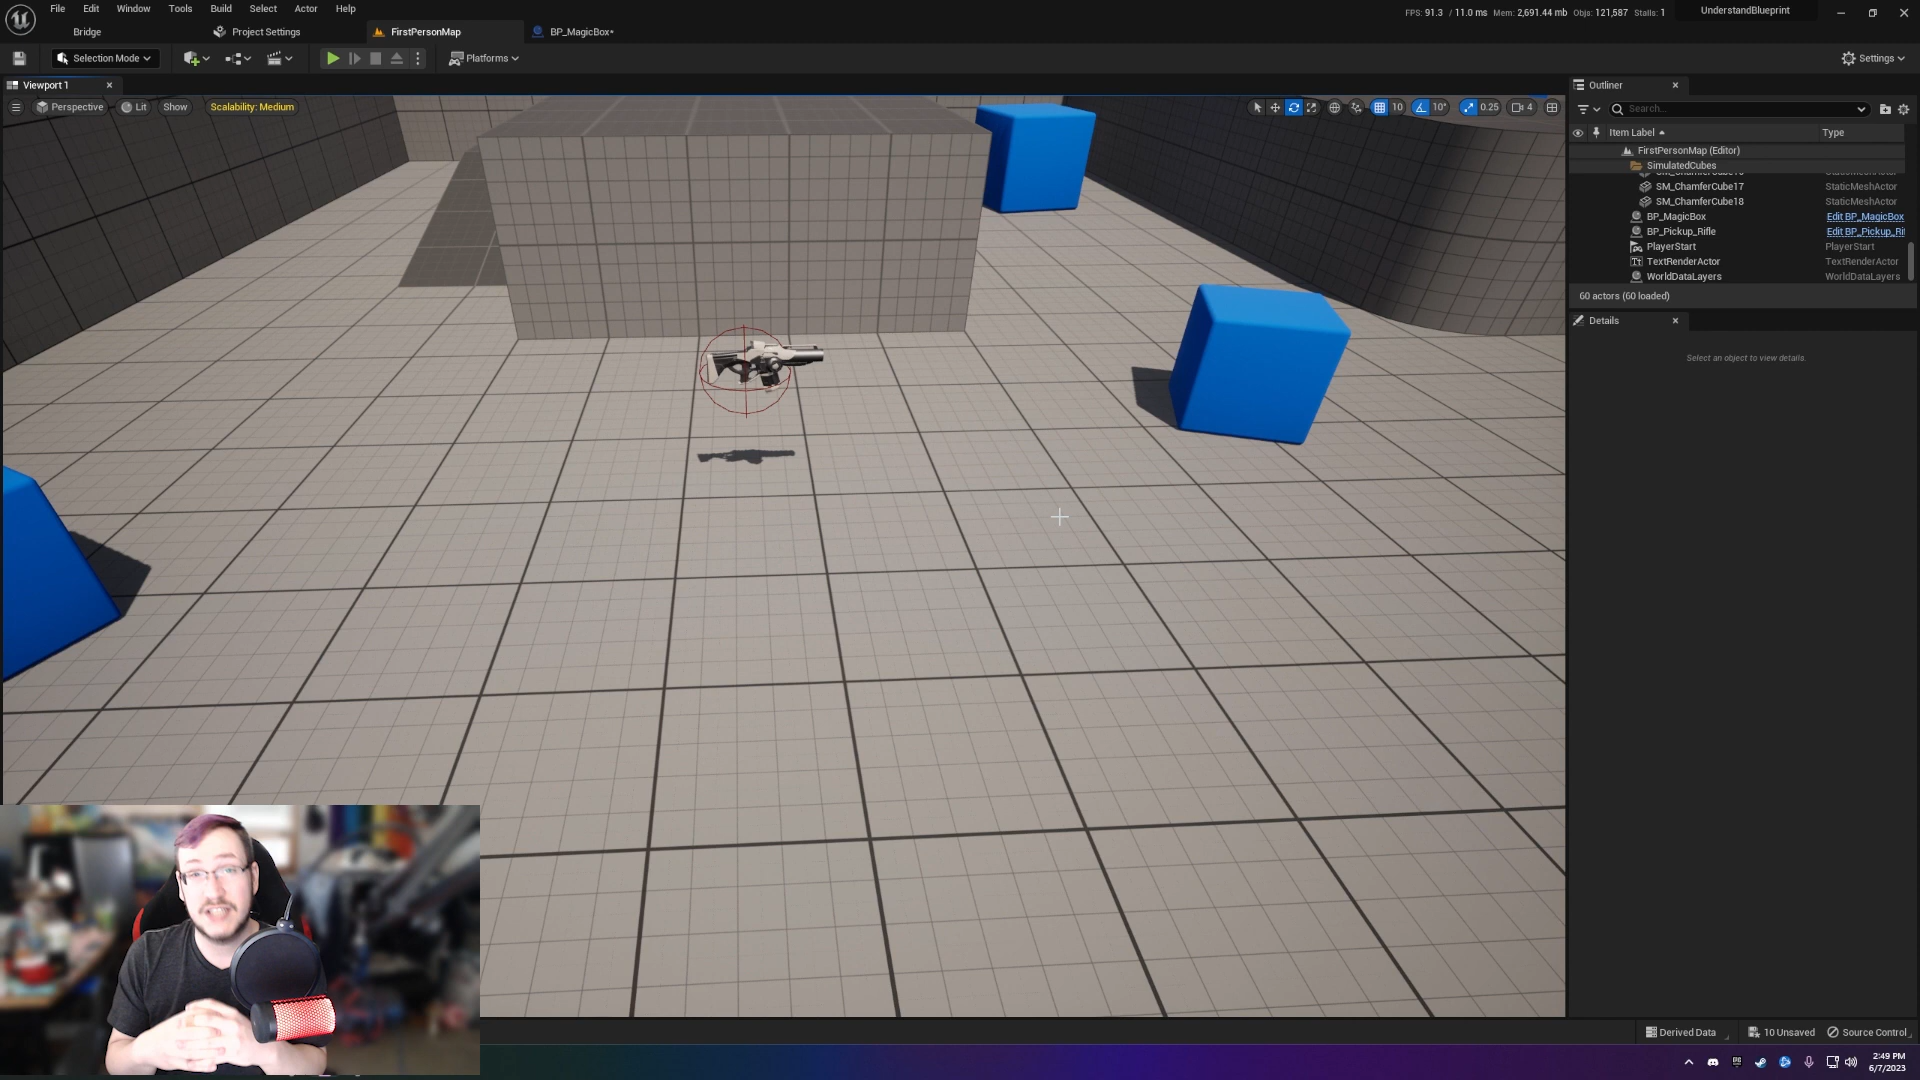 File Edit Window Tools Build Select Actor Help
FPS: 91.3 / 11.0 ms Mem: 2,691.44 mb Objs: 121,587 Stalls: 1
UnderstandBlueprint
Bridge
Project Settings
FirstPersonMap
BP_MagicBox*
Selection Mode
Platforms
Settings
Viewport 1
Perspective
Lit
Show
Scalability: Medium
10
10°
0.25
4
Outliner
Search...
Item Label
Type
FirstPersonMap (Editor)
SimulatedCubes
SM_ChamferCube17 StaticMeshActor
SM_ChamferCube18 StaticMeshActor
BP_MagicBox Edit BP_MagicBox
BP_Pickup_Rifle Edit BP_Pickup_Rif
PlayerStart PlayerStart
TextRenderActor TextRenderActor
WorldDataLayers WorldDataLayers
60 actors (60 loaded)
Details
Select an object to view details.
Derived Data
10 Unsaved
Source Control
2:49 PM
6/7/2023